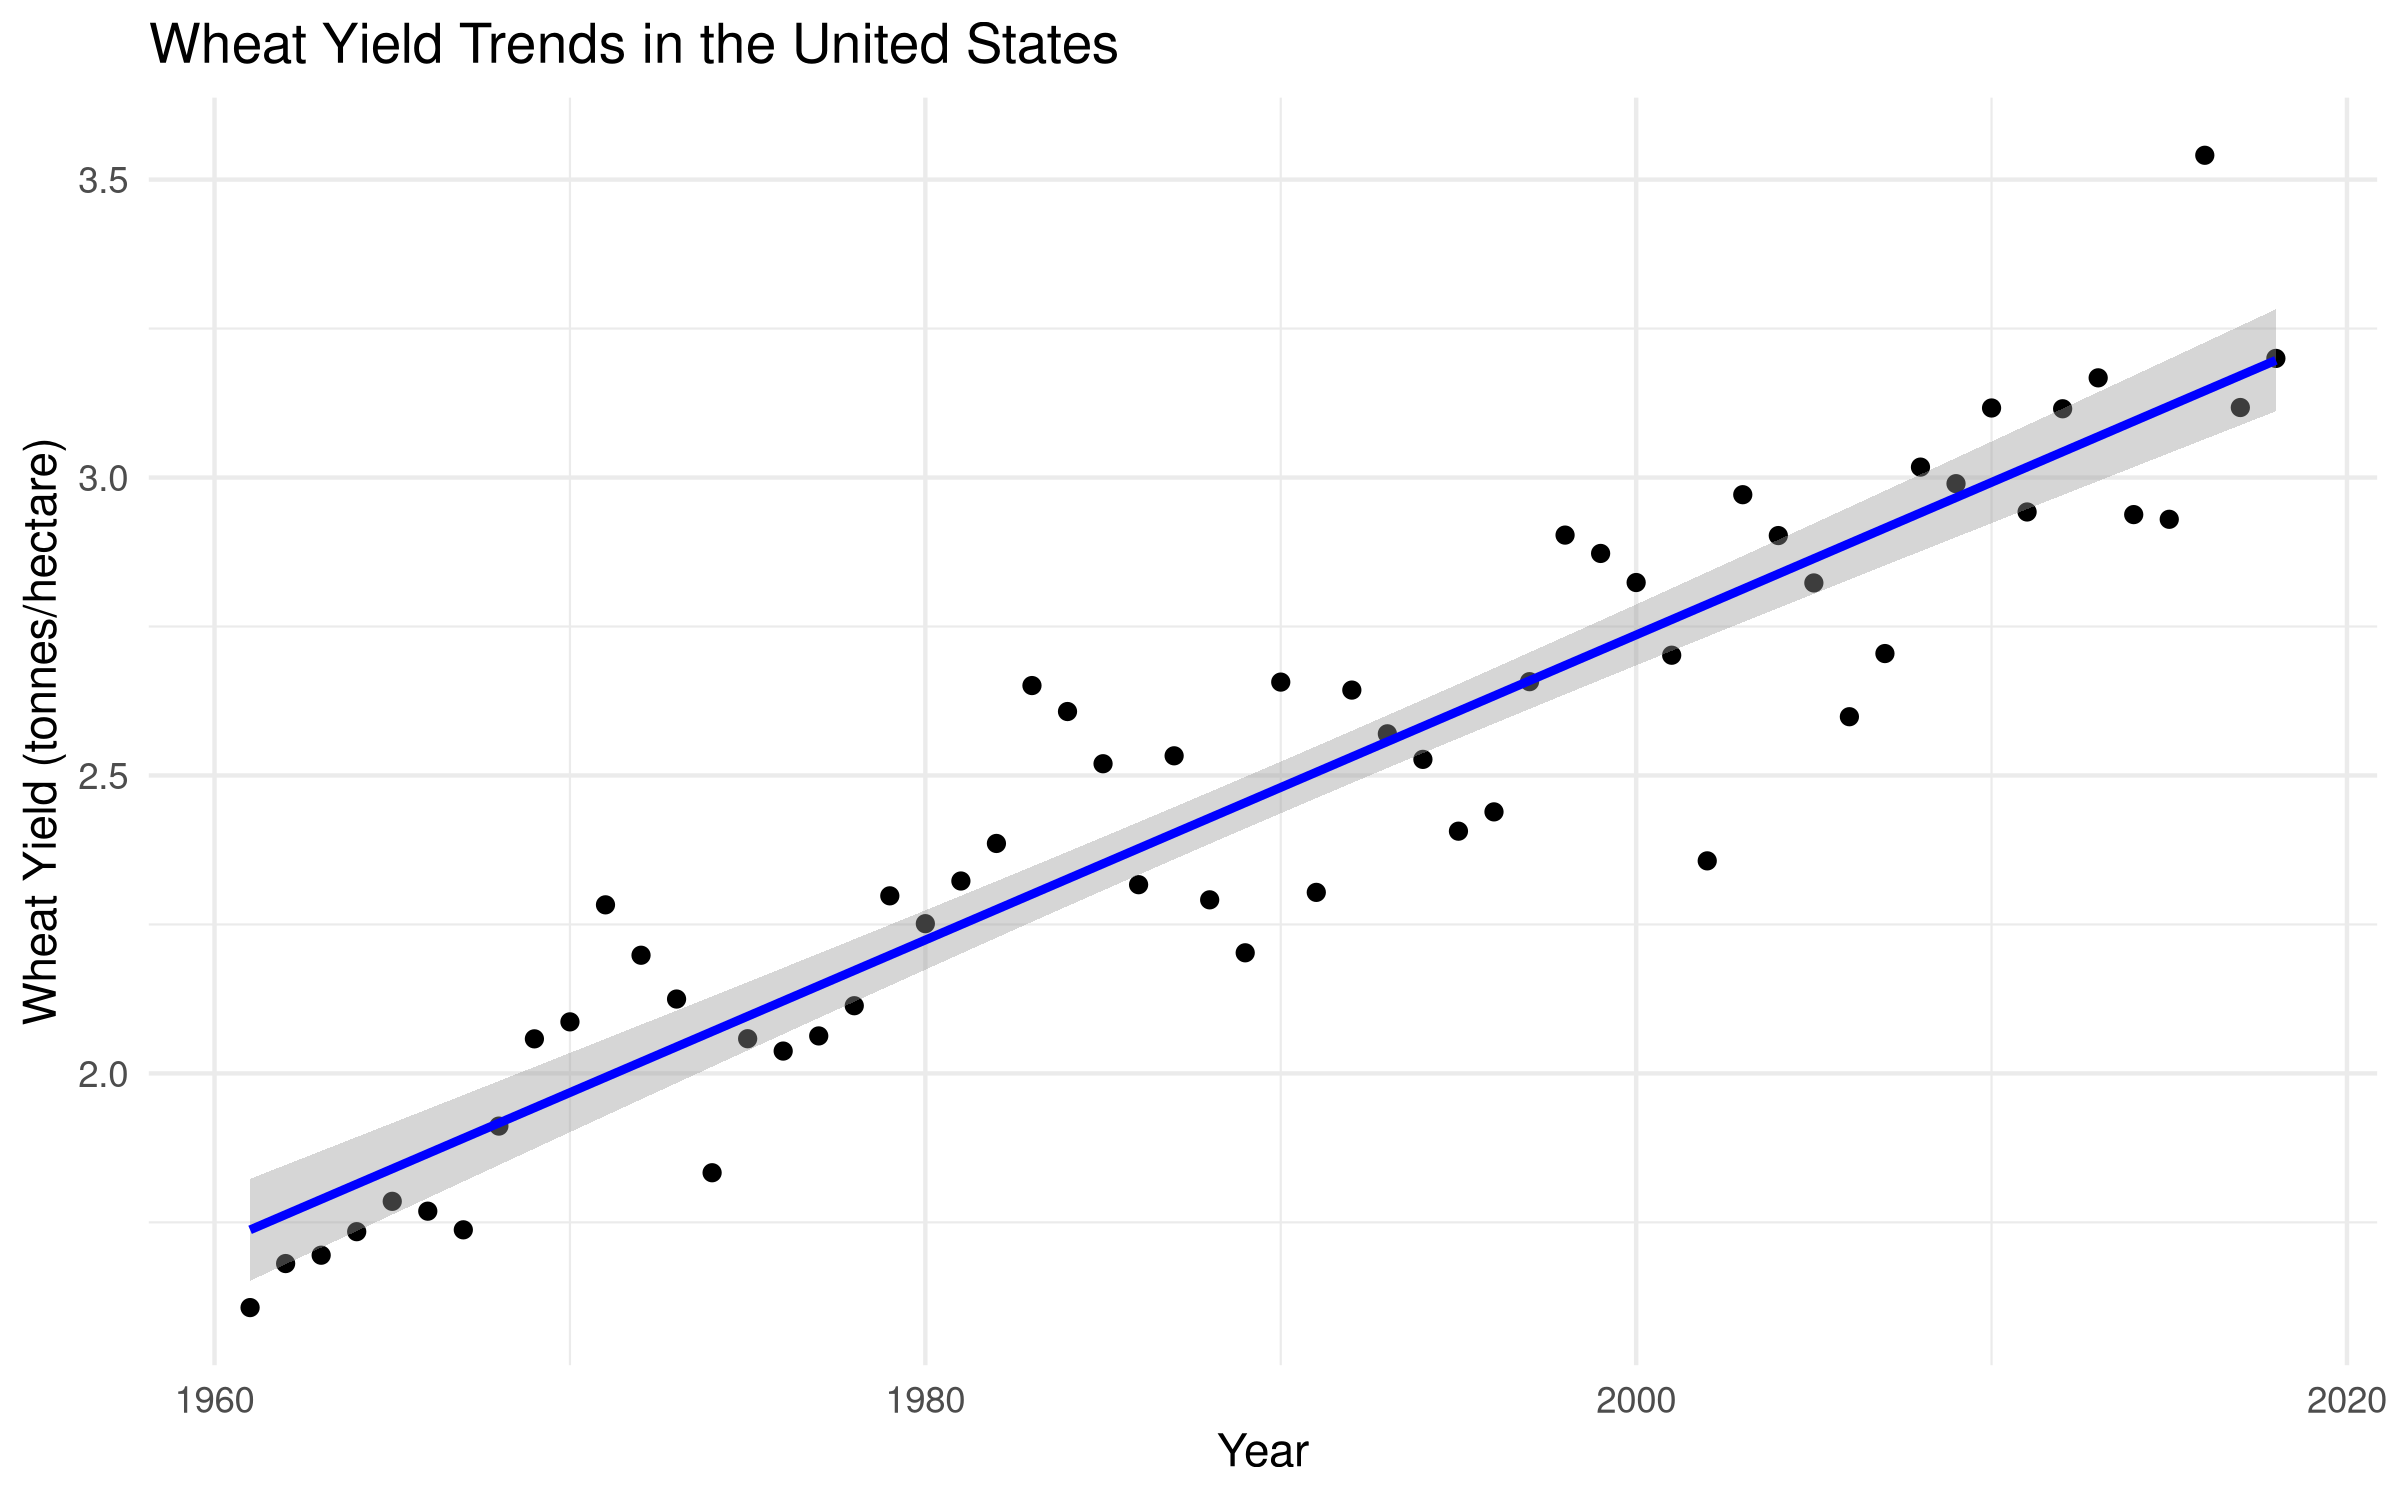 Wheat Yield Trends in the United States
Wheat Yield (tonnes/hectare)
3.5
3.0
2.5
2.0
1960 1980 2000 2020
Year